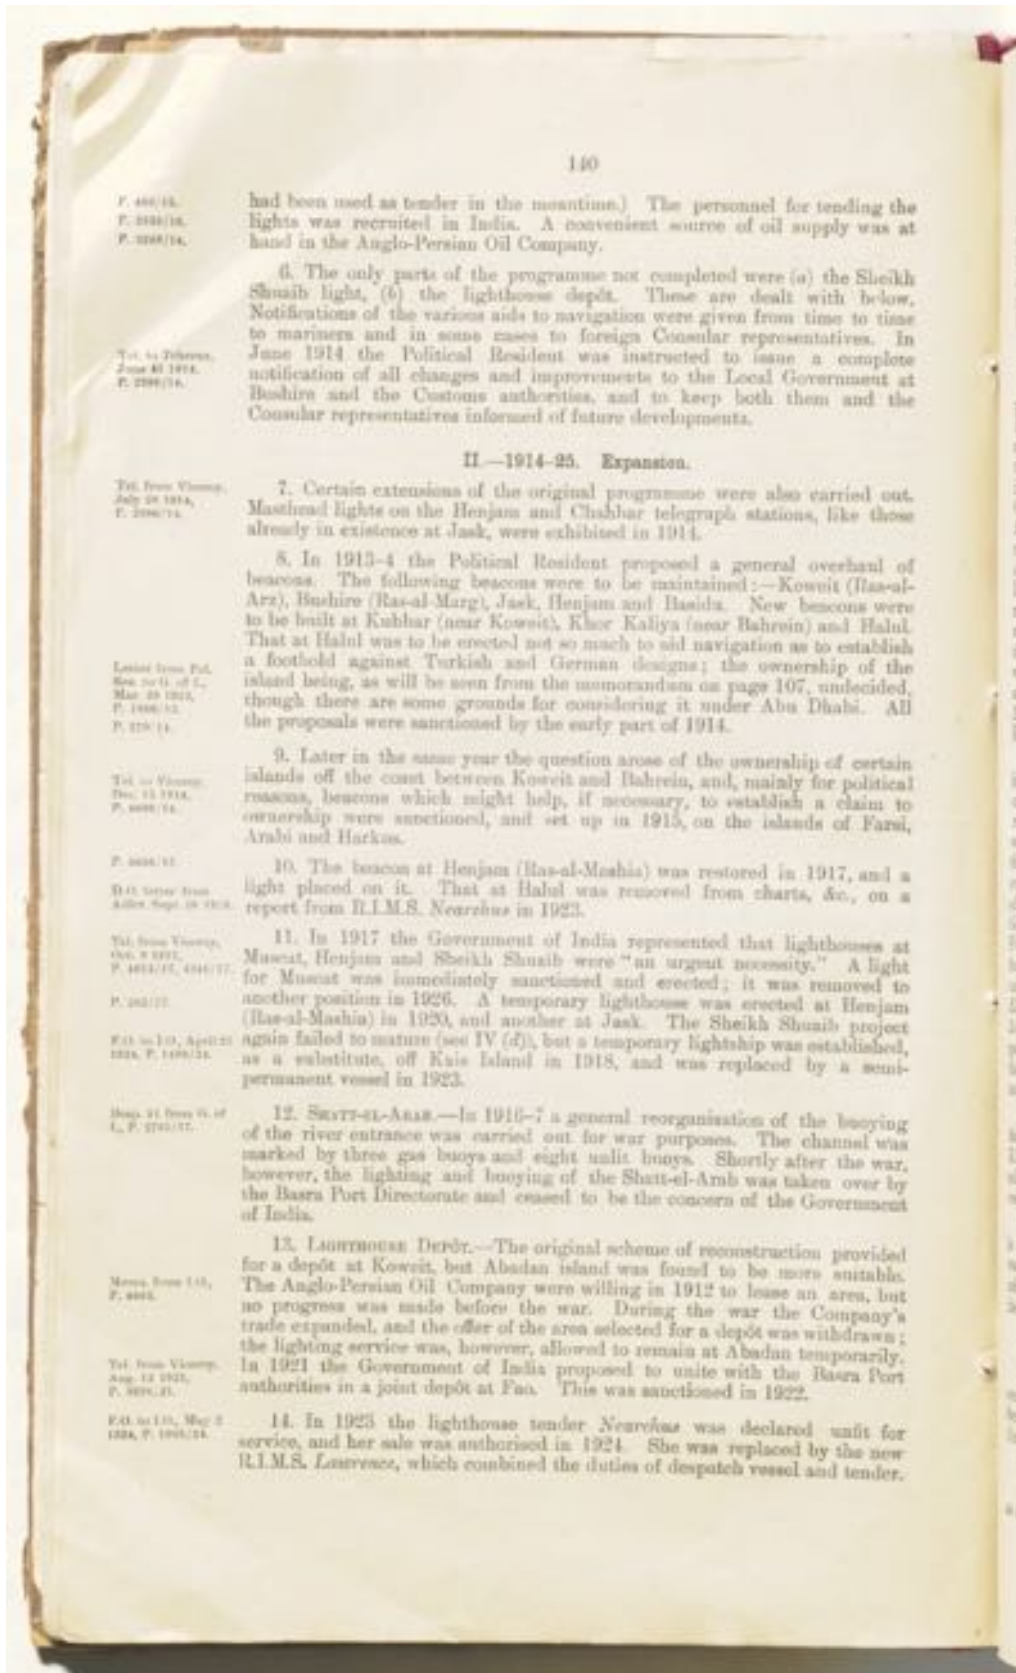 140
had been used as tender in the meantime.) The personnel for tending the
lights was recruited in India. A convenient source of oil supply was at
hand in the Anglo-Persian Oil Company.
6. The only parts of the programme not completed were (a) the Sheikh
Shuaib light, (b) the lighthouse depôt. These are dealt with below.
Notifications of the various aids to navigation were given from time to time
to mariners and in some cases to foreign Consular representatives. In
June 1914 the Political Resident was instructed to issue a complete
notification of all changes and improvements to the Local Government at
Bushire and the Customs authorities, and to keep both them and the
Consular representatives informed of future developments.
II.—1914-25. Expansion.
Tel. from Viceroy,
7. Certain extensions of the original programme were also carried out.
Masthead lights on the Henjam and Chahbar telegraph stations, like those
already in existence at Jask, were exhibited in 1914.
8. In 1913-4 the Political Resident proposed a general overhaul of
beacons. The following beacons were to be maintained:—Koweit (Ras-al-
Arz), Bushire (Ras-al-Marg), Jask, Henjam and Basidu. New beacons were
to be built at Kubbar (near Koweit), Khor Kaliya (near Bahrein) and Halul.
That at Halul was to be erected not so much to aid navigation as to establish
a foothold against Turkish and German designs; the ownership of the
island being, as will be seen from the memorandum on page 107, undecided,
though there are some grounds for considering it under Abu Dhabi. All
the proposals were sanctioned by the early part of 1914.
Letter from Pol.
Tel. to Viceroy,
9. Later in the same year the question arose of the ownership of certain
islands off the coast between Koweit and Bahrein, and, mainly for political
reasons, beacons which might help, if necessary, to establish a claim to
ownership were sanctioned, and set up in 1915, on the islands of Farsi,
Arabi and Harkus.
10. The beacon at Henjam (Ras-al-Mashia) was restored in 1917, and a
light placed on it. That at Halul was removed from charts, &c., on a
report from R.I.M.S. Nearchus in 1923.
Tel. from Viceroy,
11. In 1917 the Government of India represented that lighthouses at
Muscat, Henjam and Sheikh Shuaib were "an urgent necessity." A light
for Muscat was immediately sanctioned and erected; it was removed to
another position in 1926. A temporary lighthouse was erected at Henjam
(Ras-al-Mashia) in 1920, and another at Jask. The Sheikh Shuaib project
again failed to mature (see IV (d)), but a temporary lightship was established,
as a substitute, off Kais Island in 1918, and was replaced by a semi-
permanent vessel in 1923.
12. SHATT-EL-ARAB.—In 1916-7 a general reorganisation of the buoying
of the river entrance was carried out for war purposes. The channel was
marked by three gas buoys and eight unlit buoys. Shortly after the war,
however, the lighting and buoying of the Shatt-el-Arab was taken over by
the Basra Port Directorate and ceased to be the concern of the Government
of India.
13. LIGHTHOUSE DEPÔT.—The original scheme of reconstruction provided
for a depôt at Koweit, but Abadan island was found to be more suitable.
The Anglo-Persian Oil Company were willing in 1912 to lease an area, but
no progress was made before the war. During the war the Company's
trade expanded, and the offer of the area selected for a depôt was withdrawn;
the lighting service was, however, allowed to remain at Abadan temporarily.
In 1921 the Government of India proposed to unite with the Basra Port
authorities in a joint depôt at Fao. This was sanctioned in 1922.
Tel. from Viceroy,
14. In 1923 the lighthouse tender Nearchus was declared unfit for
service, and her sale was authorised in 1924. She was replaced by the new
R.I.M.S. Lawrence, which combined the duties of despatch vessel and tender.